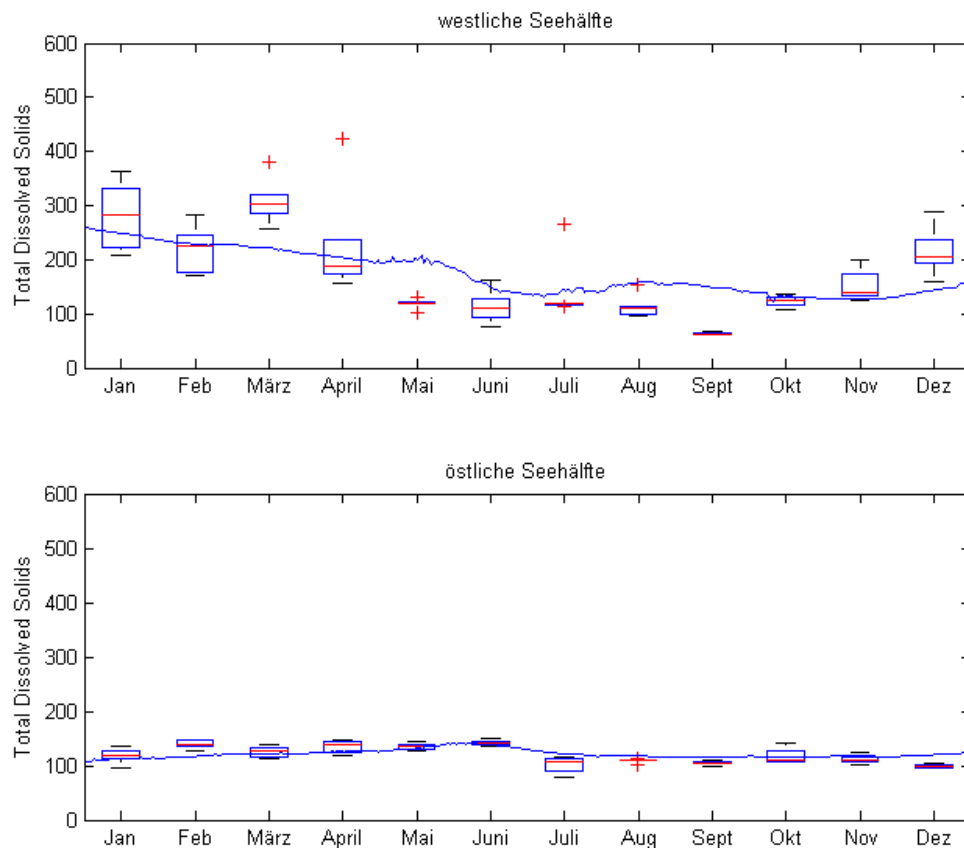 westliche Seehälfte
600
500
400
300
200
100
0
Total Dissolved Solids
Jan Feb März April Mai Juni Juli Aug Sept Okt Nov Dez
östliche Seehälfte
600
500
400
300
200
100
0
Total Dissolved Solids
Jan Feb März April Mai Juni Juli Aug Sept Okt Nov Dez